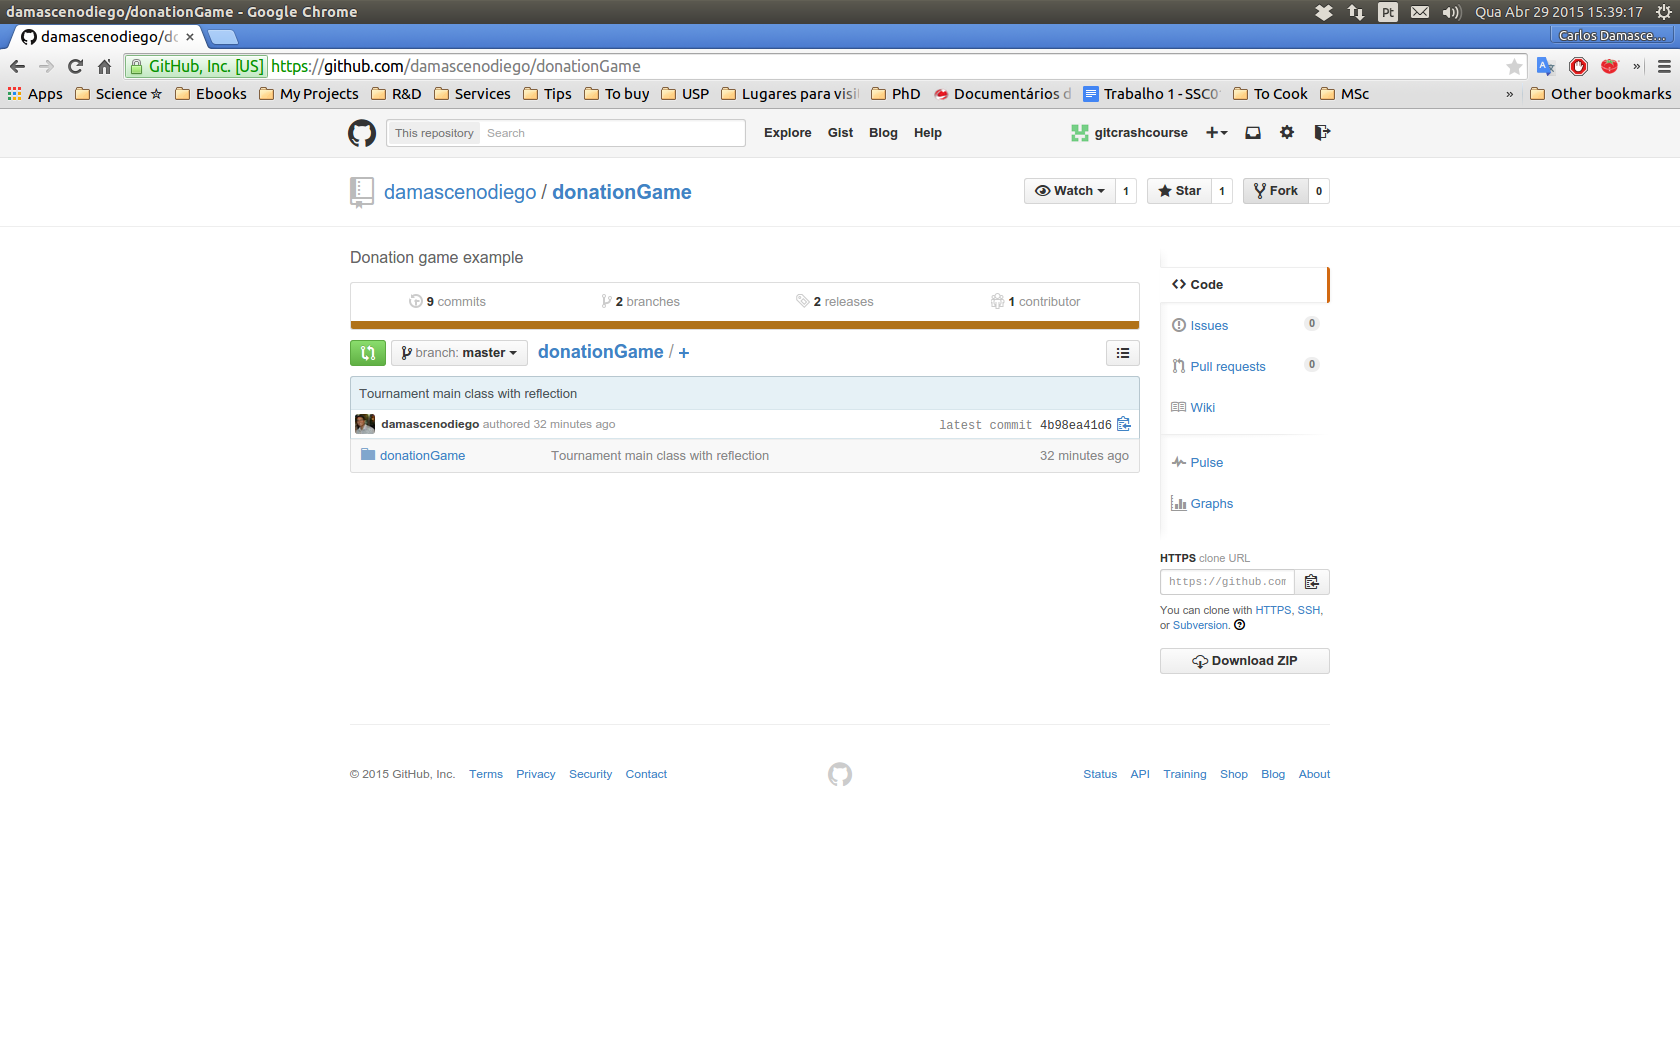 damascenodiego/donationGame - Google Chrome
Pt
Qua Abr 29 2015 15:39:17
damascenodiego/do
Carlos Damasce...
GitHub, Inc. [US] https://github.com/damascenodiego/donationGame
Apps Science ☆ Ebooks My Projects R&D Services Tips To buy USP Lugares para visi PhD Documentários d Trabalho 1 - SSC0 To Cook MSc » Other bookmarks
This repository Search Explore Gist Blog Help gitcrashcourse
damascenodiego / donationGame Watch 1 Star 1 Fork 0
Donation game example
9 commits 2 branches 2 releases 1 contributor
branch: master donationGame / +
Tournament main class with reflection
damascenodiego authored 32 minutes ago latest commit 4b98ea41d6
donationGame Tournament main class with reflection 32 minutes ago
Code
Issues 0
Pull requests 0
Wiki
Pulse
Graphs
HTTPS clone URL
https://github.com
You can clone with HTTPS, SSH,
or Subversion.
Download ZIP
© 2015 GitHub, Inc. Terms Privacy Security Contact Status API Training Shop Blog About